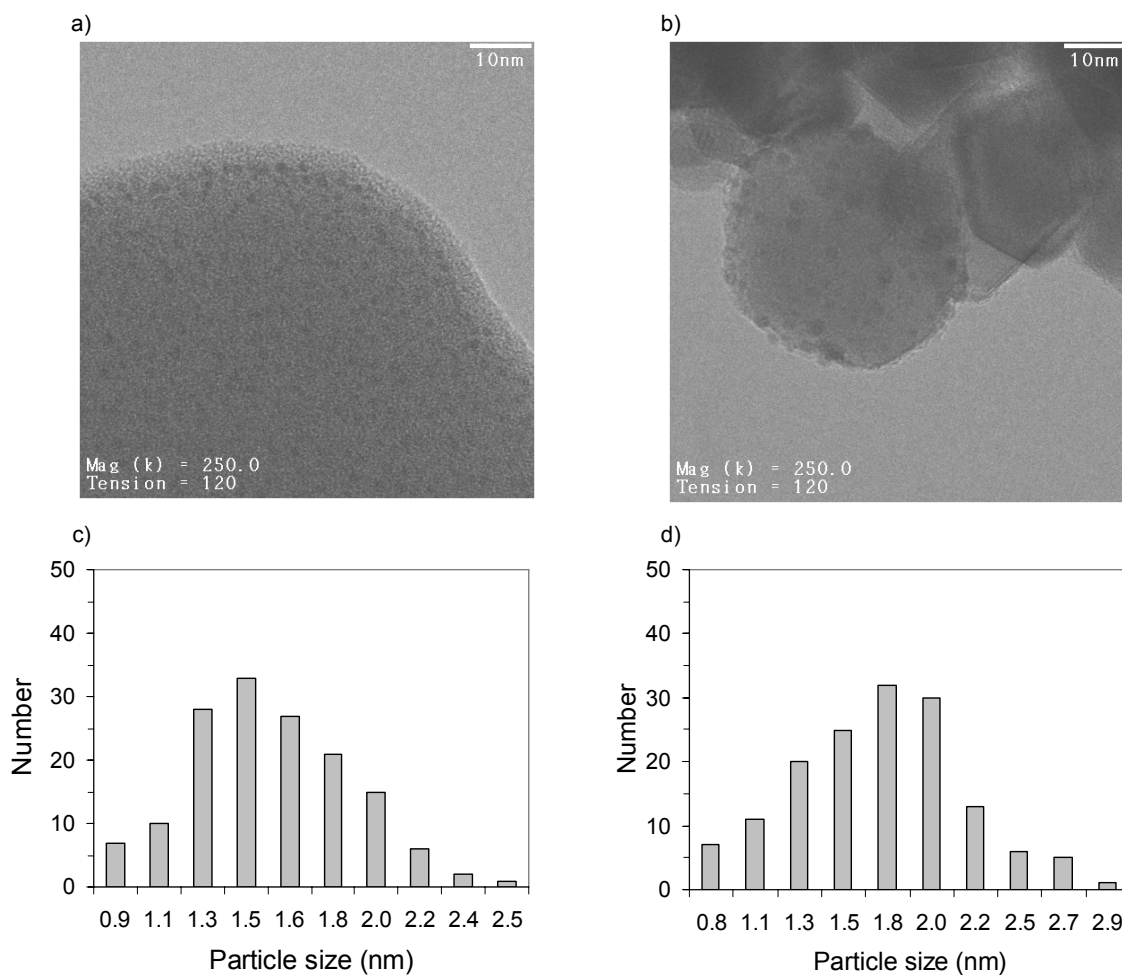 a)
10nm
Mag (k) = 250.0
Tension = 120
b)
10nm
Mag (k) = 250.0
Tension = 120
c)
50
40
30
20
10
0
Number
0.9 1.1 1.3 1.5 1.6 1.8 2.0 2.2 2.4 2.5
Particle size (nm)
d)
50
40
30
20
10
0
Number
0.8 1.1 1.3 1.5 1.8 2.0 2.2 2.5 2.7 2.9
Particle size (nm)